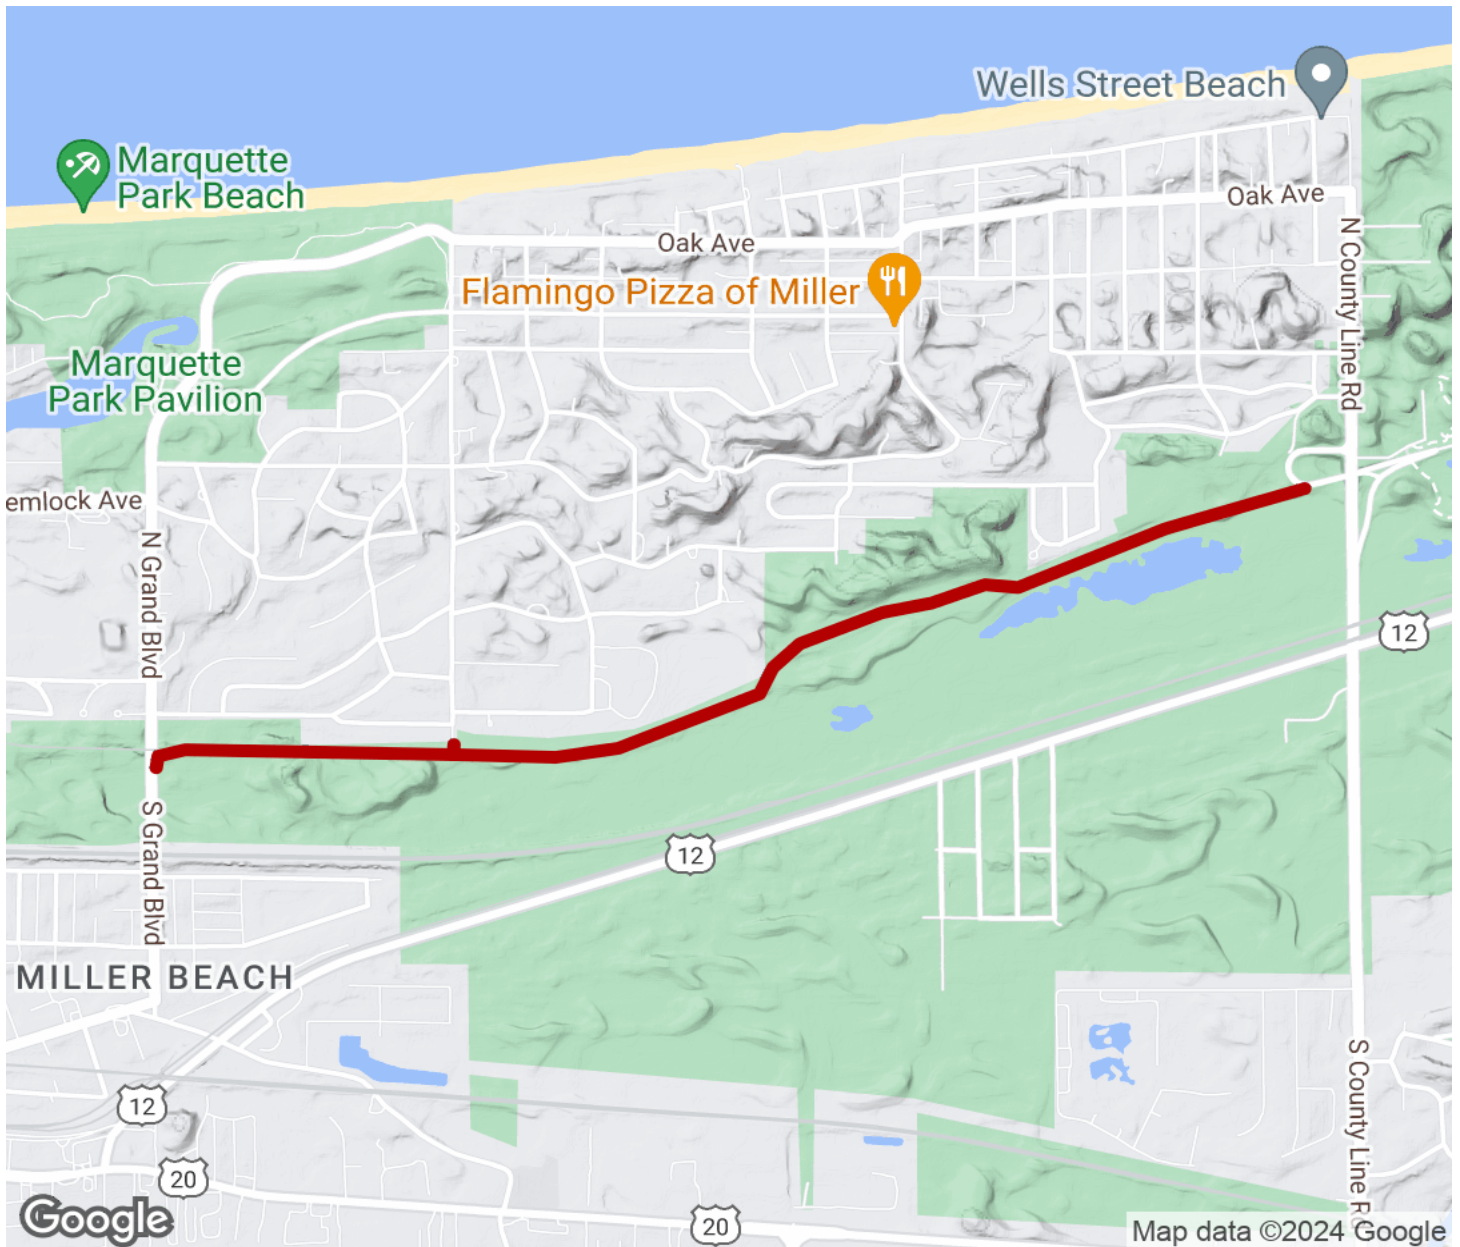 Wells Street Beach
Marquette
Park Beach
Oak Ave
Oak Ave
N County Line Rd
Flamingo Pizza of Miller
Marquette
Park Pavilion
emlock Ave
N Grand Blvd
12
S Grand Blvd
12
MILLER BEACH
S County Line Rd
12
20
20
Google
Map data ©2024 Google